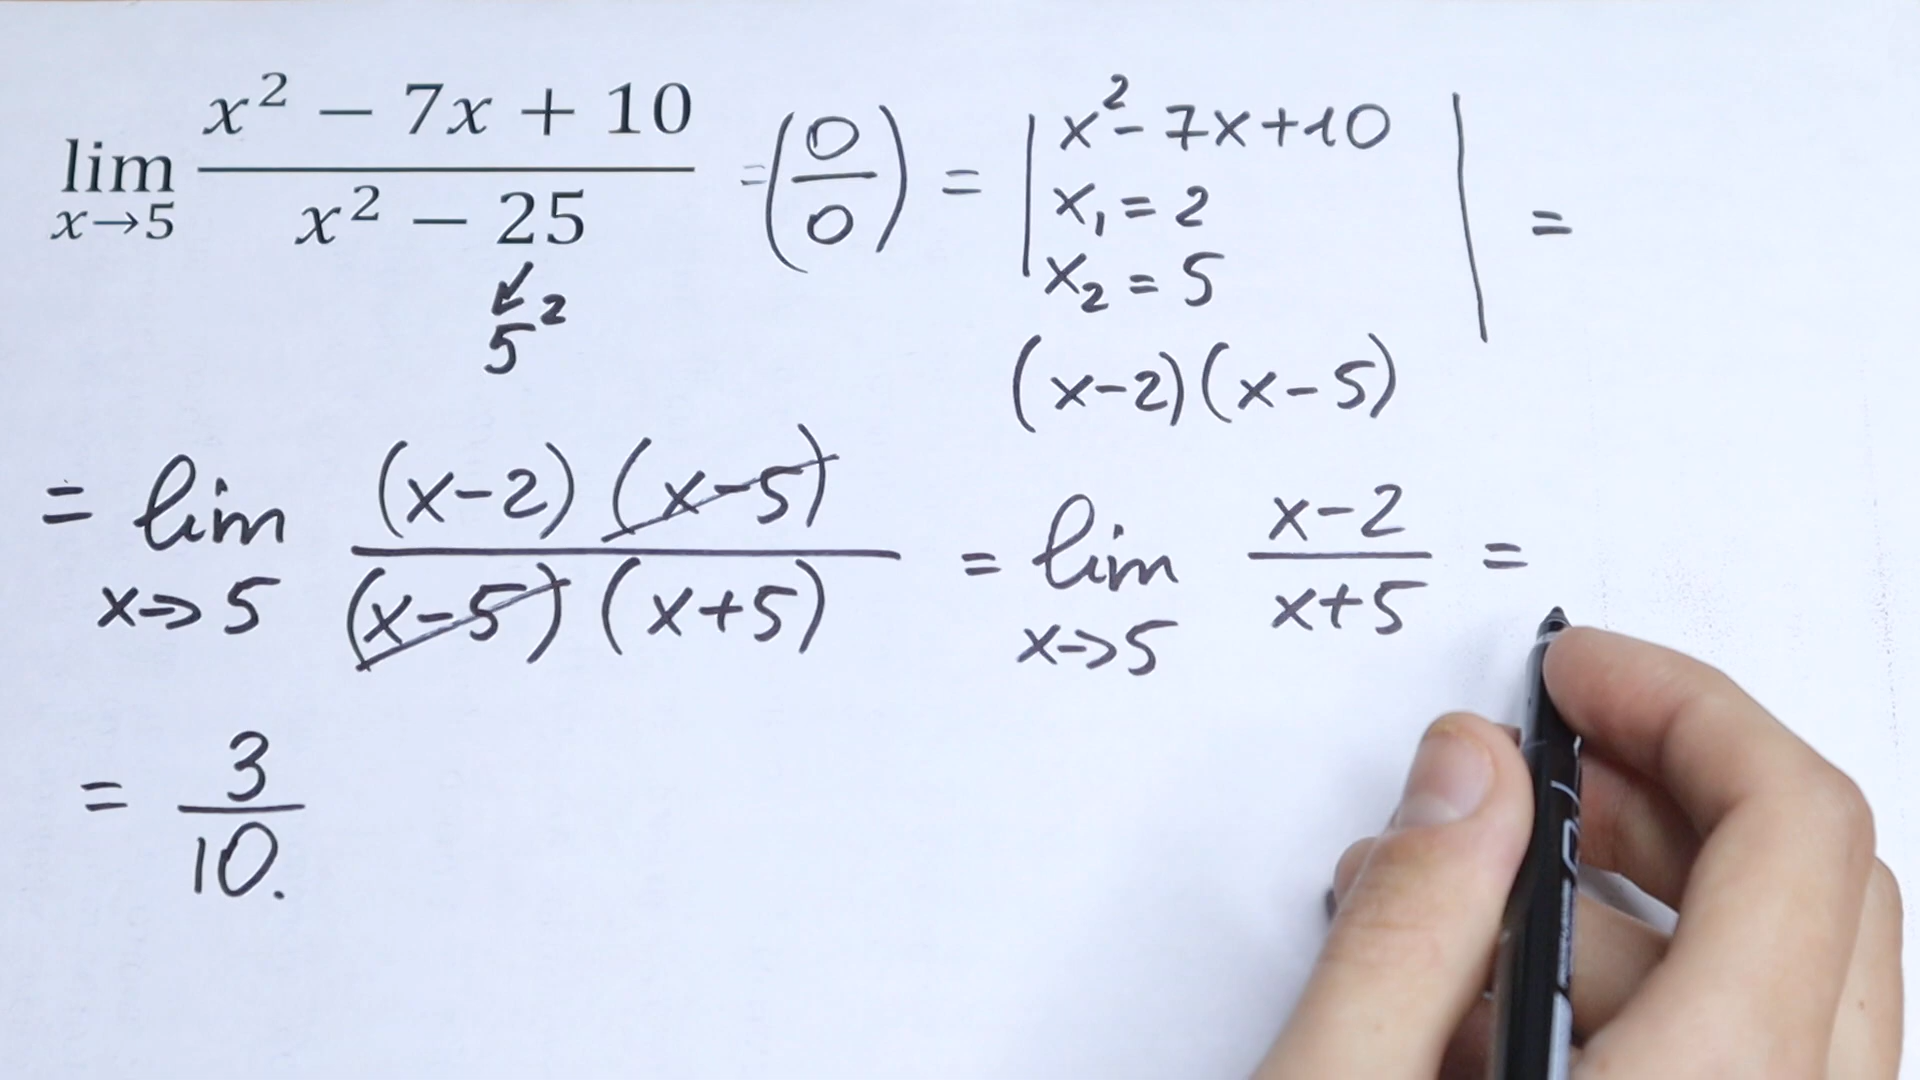 lim x→5 x² − 7x + 10 / x² − 25 = (0/0) = | x² - 7x+10
x₁ = 2
x₂ = 5 | =
5²
(x-2)(x-5)
= lim x→5 (x-2)(x-5) / (x-5)(x+5) = lim x→5 x-2 / x+5 =
= 3/10.